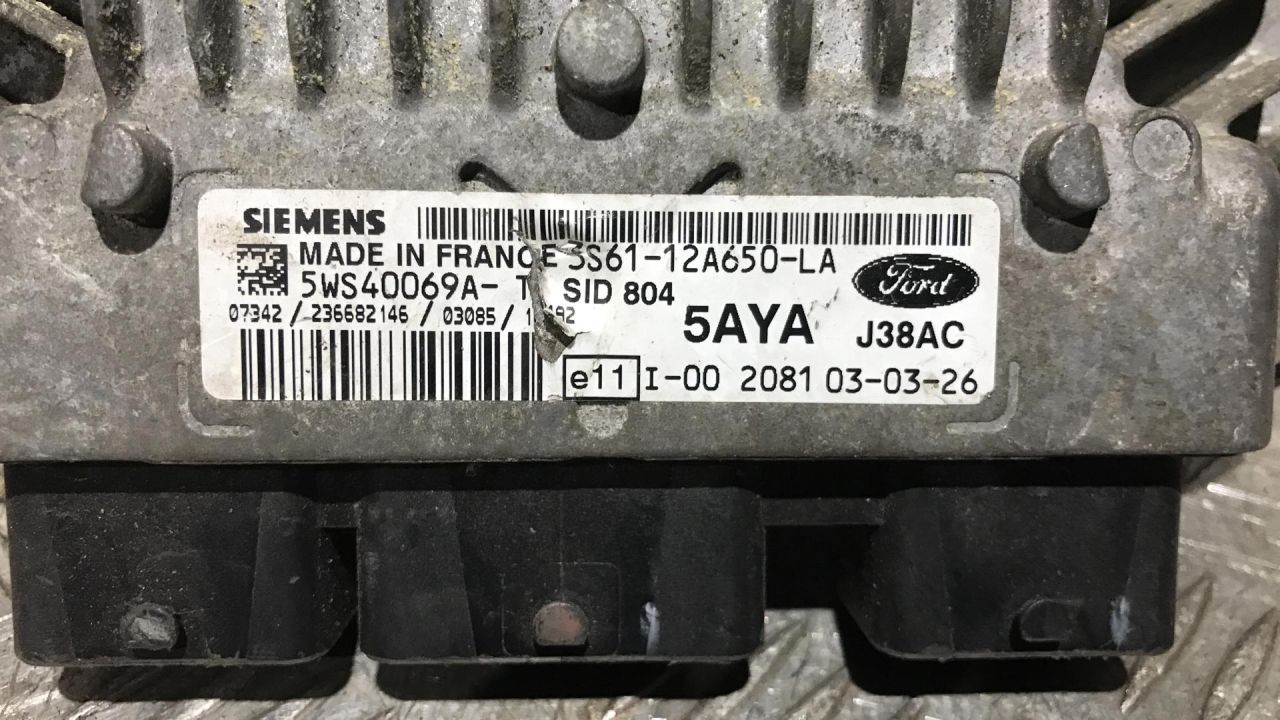 SIEMENS
MADE IN FRANCE 3S61-12A650-LA
5WS40069A- SID 804
Ford
07342 / 236682146 / 03085 /
5AYA J38AC
e11 I-00 2081 03-03-26